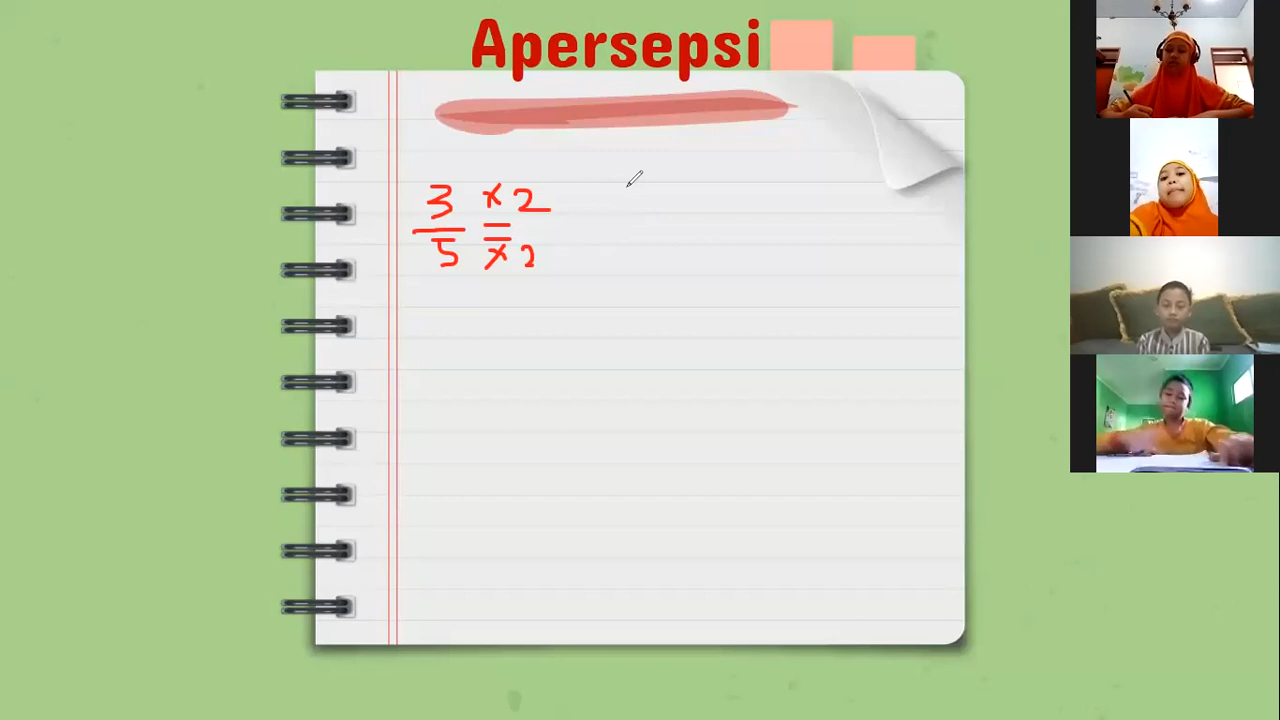 Apersepsi
3 × 2
=
5 × 2